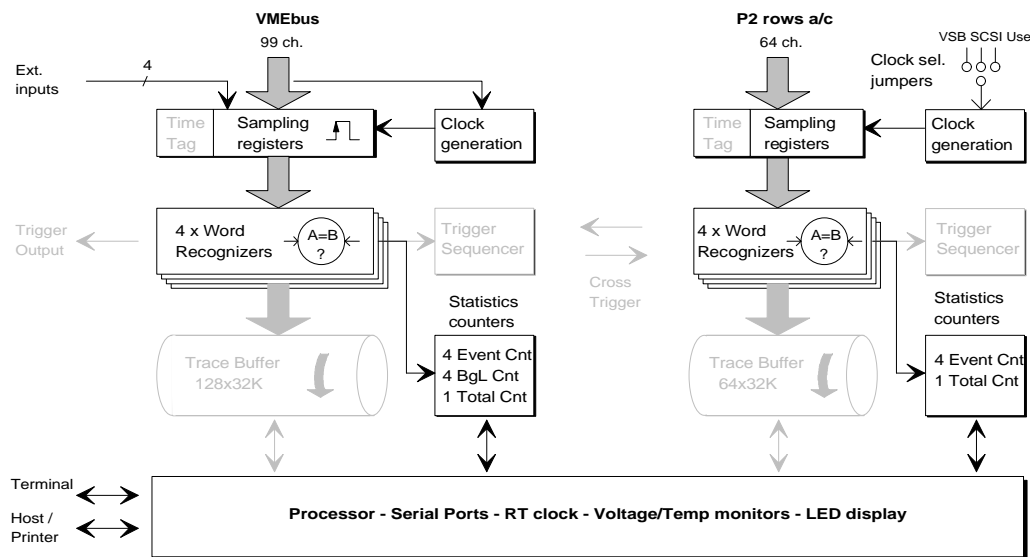 VMEbus
99 ch.
P2 rows a/c
64 ch.
VSB SCSI Use
Clock sel.
jumpers
Ext.
inputs
4
Time
Tag
Sampling
registers
Clock
generation
Time
Tag
Sampling
registers
Clock
generation
Trigger
Output
4 x Word
Recognizers
A=B
?
Trigger
Sequencer
Cross
Trigger
4 x Word
Recognizers
A=B
?
Trigger
Sequencer
Statistics
counters
Statistics
counters
Trace Buffer
128x32K
4 Event Cnt
4 BgL Cnt
1 Total Cnt
Trace Buffer
64x32K
4 Event Cnt
1 Total Cnt
Terminal
Host /
Printer
Processor - Serial Ports - RT clock - Voltage/Temp monitors - LED display